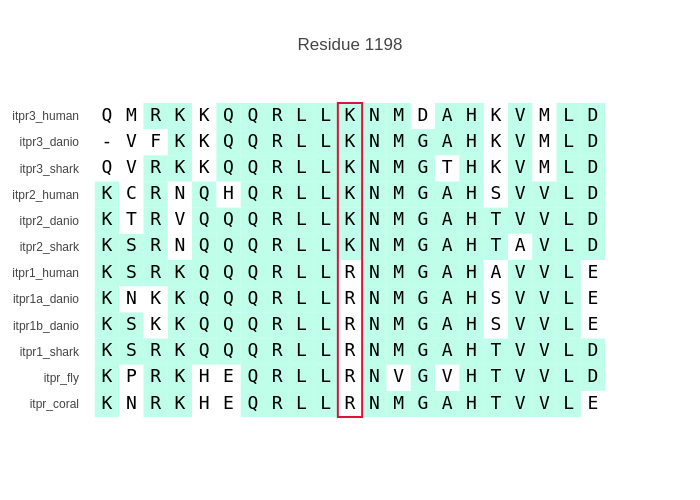 Residue 1198
itpr3_human Q M R K K Q Q R L L K N M D A H K V M L D
itpr3_danio - V F K K Q Q R L L K N M G A H K V M L D
itpr3_shark Q V R K K Q Q R L L K N M G T H K V M L D
itpr2_human K C R N Q H Q R L L K N M G A H S V V L D
itpr2_danio K T R V Q Q Q R L L K N M G A H T V V L D
itpr2_shark K S R N Q Q Q R L L K N M G A H T A V L D
itpr1_human K S R K Q Q Q R L L R N M G A H A V V L E
itpr1a_danio K N K K Q Q Q R L L R N M G A H S V V L E
itpr1b_danio K S K K Q Q Q R L L R N M G A H S V V L E
itpr1_shark K S R K Q Q Q R L L R N M G A H T V V L D
itpr_fly K P R K H E Q R L L R N V G V H T V V L D
itpr_coral K N R K H E Q R L L R N M G A H T V V L E